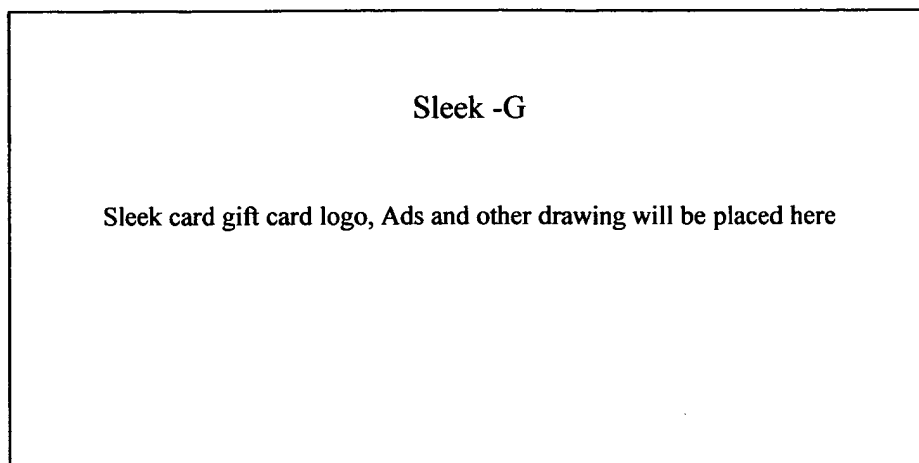 Sleek -G
Sleek card gift card logo, Ads and other drawing will be placed here